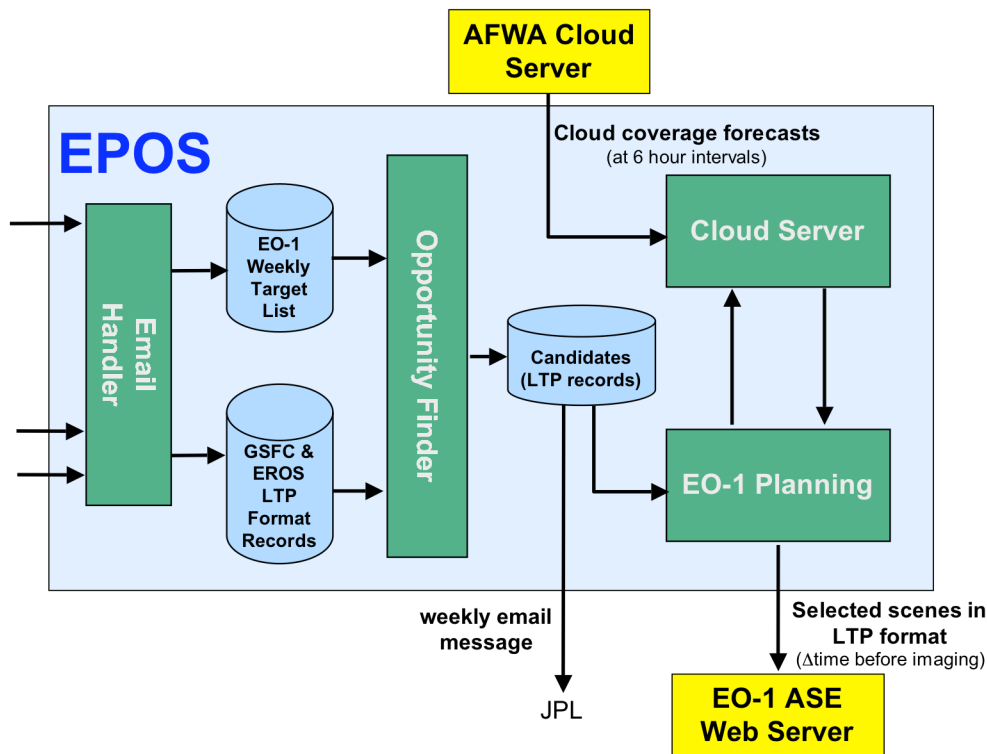 AFWA Cloud
Server
EPOS
Cloud coverage forecasts
(at 6 hour intervals)
Email
Handler
EO-1
Weekly
Target
List
GSFC &
EROS
LTP
Format
Records
Opportunity Finder
Candidates
(LTP records)
Cloud Server
EO-1 Planning
weekly email
message
JPL
Selected scenes in
LTP format
(Δtime before imaging)
EO-1 ASE
Web Server